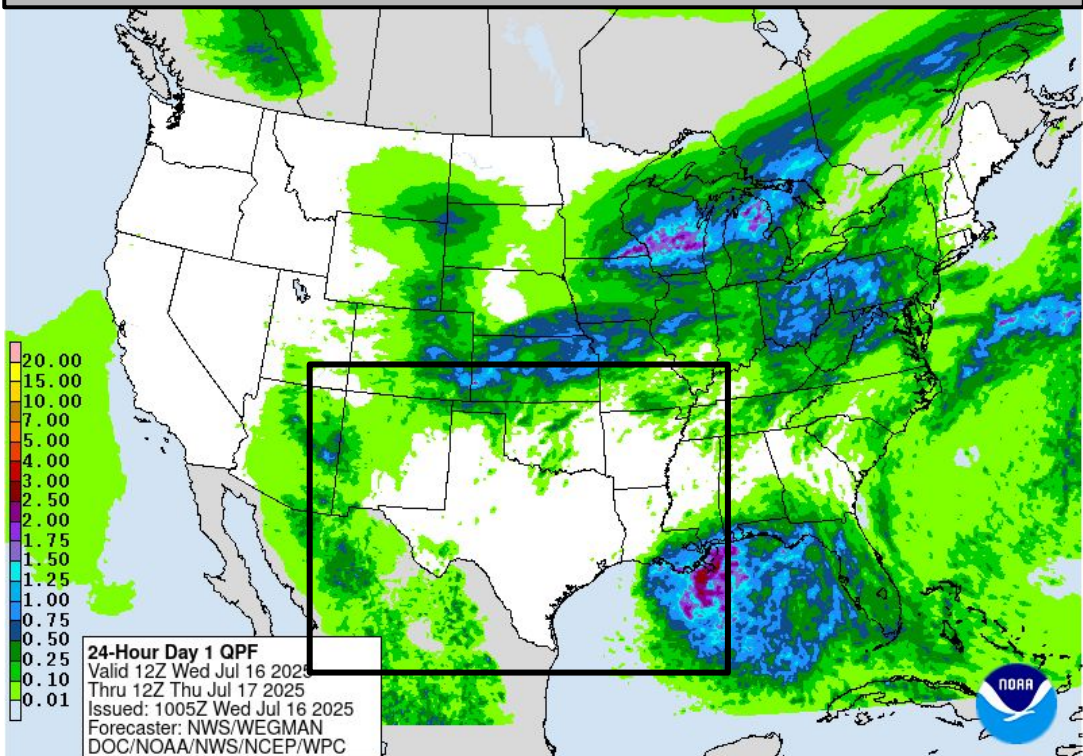 20.00
15.00
10.00
7.00
5.00
4.00
3.00
2.50
2.00
1.75
1.50
1.25
1.00
0.75
0.50
0.25
0.10
0.01
24-Hour Day 1 QPF
Valid 12Z Wed Jul 16 2025
Thru 12Z Thu Jul 17 2025
Issued: 1005Z Wed Jul 16 2025
Forecaster: NWS/WEGMAN
DOC/NOAA/NWS/NCEP/WPC
NOAA